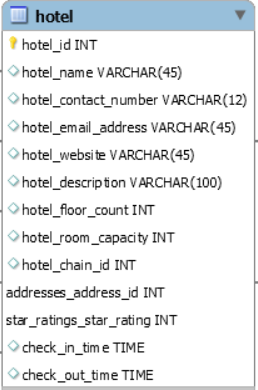 hotel
hotel_id INT
hotel_name VARCHAR(45)
hotel_contact_number VARCHAR(12)
hotel_email_address VARCHAR(45)
hotel_website VARCHAR(45)
hotel_description VARCHAR(100)
hotel_floor_count INT
hotel_room_capacity INT
hotel_chain_id INT
addresses_address_id INT
star_ratings_star_rating INT
check_in_time TIME
check_out_time TIME